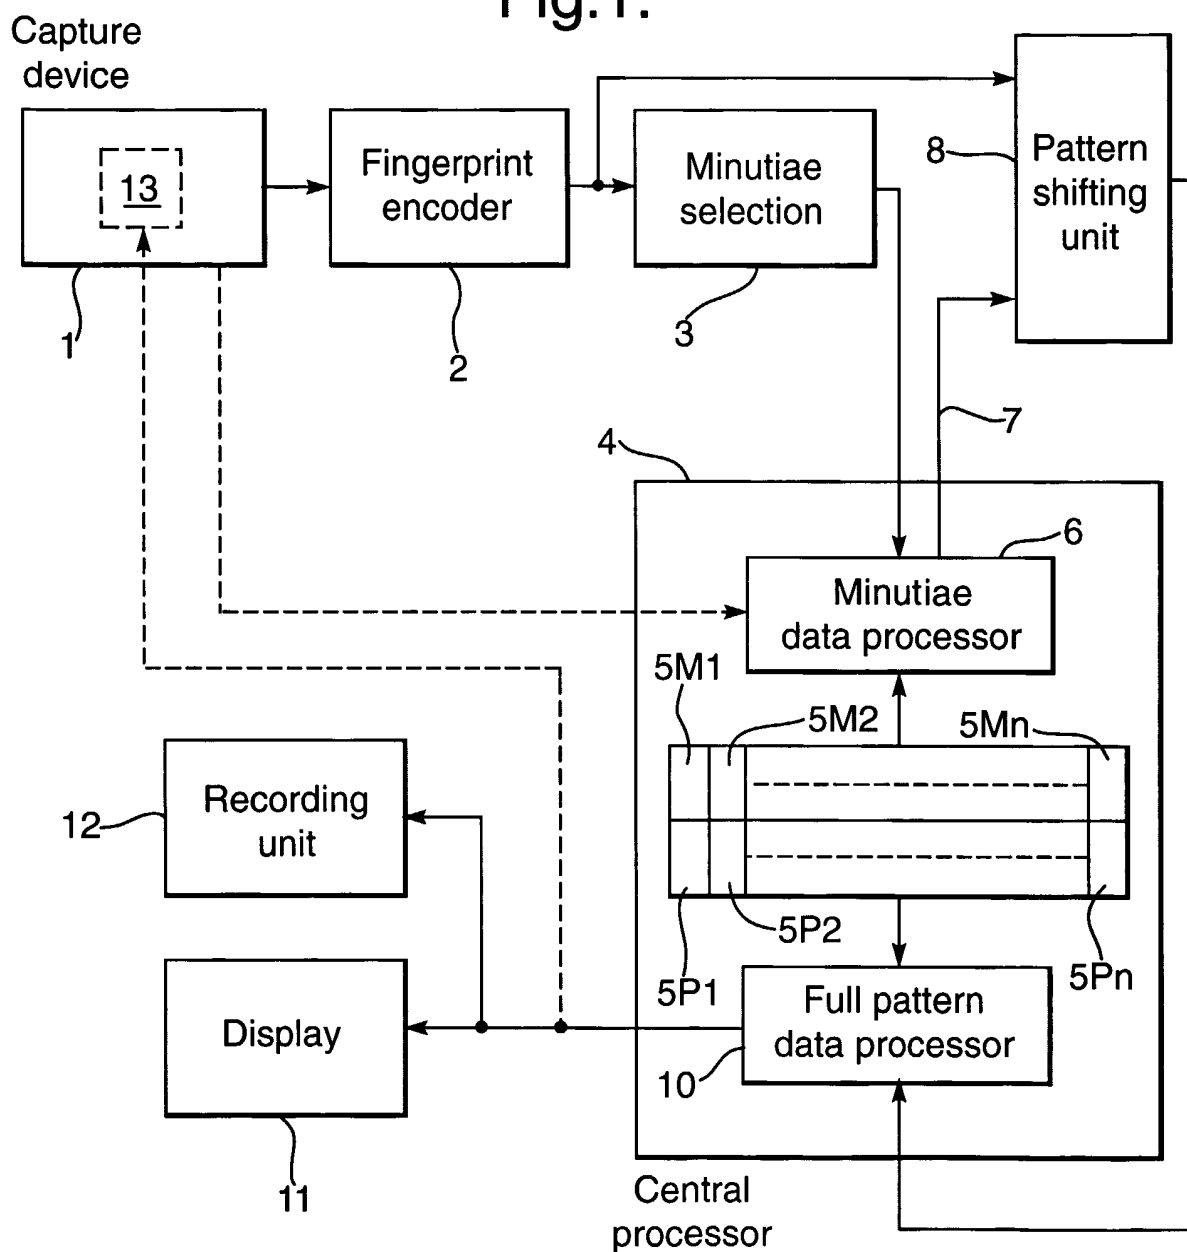 Fig.1.
Capture
device
13
1
Fingerprint
encoder
2
Minutiae
selection
3
8
Pattern
shifting
unit
7
4
6
Minutiae
data processor
5M1
5M2
5Mn
5P1
5P2
5Pn
Recording
unit
12
Full pattern
data processor
10
Display
11
Central
processor